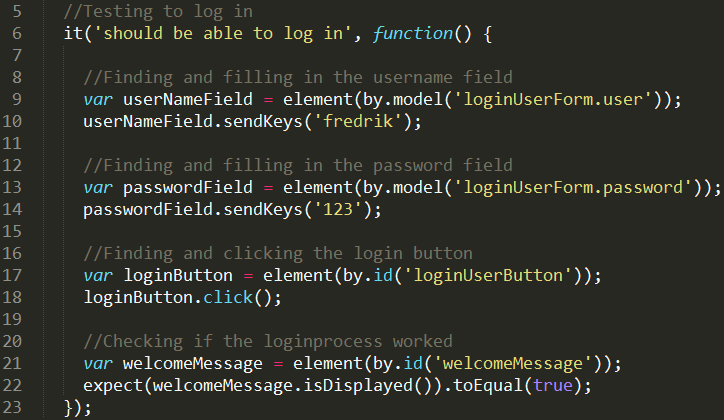 5 //Testing to log in
6 it('should be able to log in', function() {
7
8 //Finding and filling in the username field
9 var userNameField = element(by.model('loginUserForm.user'));
10 userNameField.sendKeys('fredrik');
11
12 //Finding and filling in the password field
13 var passwordField = element(by.model('loginUserForm.password'));
14 passwordField.sendKeys('123');
15
16 //Finding and clicking the login button
17 var loginButton = element(by.id('loginUserButton'));
18 loginButton.click();
19
20 //Checking if the loginprocess worked
21 var welcomeMessage = element(by.id('welcomeMessage'));
22 expect(welcomeMessage.isDisplayed()).toEqual(true);
23 });